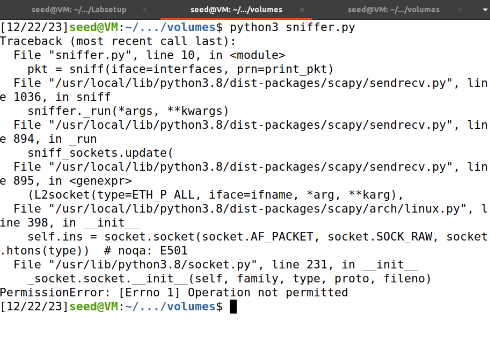 seed@VM: ~/.../Labsetup
seed@VM: ~/.../volumes
seed@VM: ~/.../volumes
[12/22/23]seed@VM:~/.../volumes$ python3 sniffer.py
Traceback (most recent call last):
  File "sniffer.py", line 10, in <module>
    pkt = sniff(iface=interfaces, prn=print_pkt)
  File "/usr/local/lib/python3.8/dist-packages/scapy/sendrecv.py", lin
e 1036, in sniff
    sniffer._run(*args, **kwargs)
  File "/usr/local/lib/python3.8/dist-packages/scapy/sendrecv.py", lin
e 894, in _run
    sniff_sockets.update(
  File "/usr/local/lib/python3.8/dist-packages/scapy/sendrecv.py", lin
e 895, in <genexpr>
    (L2socket(type=ETH_P_ALL, iface=ifname, *arg, **karg),
  File "/usr/local/lib/python3.8/dist-packages/scapy/arch/linux.py", l
ine 398, in __init__
    self.ins = socket.socket(socket.AF_PACKET, socket.SOCK_RAW, socket
.htons(type))  # noqa: E501
  File "/usr/lib/python3.8/socket.py", line 231, in __init__
    _socket.socket.__init__(self, family, type, proto, fileno)
PermissionError: [Errno 1] Operation not permitted
[12/22/23]seed@VM:~/.../volumes$